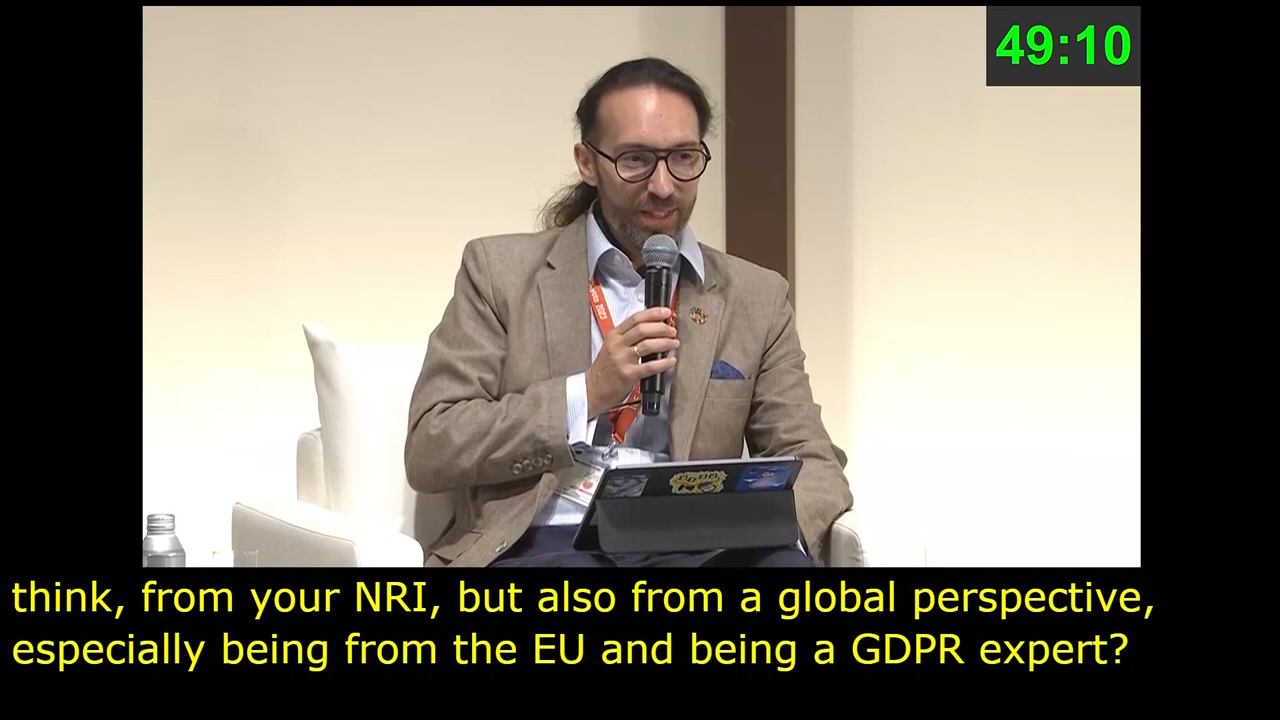 49:10
think, from your NRI, but also from a global perspective,
especially being from the EU and being a GDPR expert?